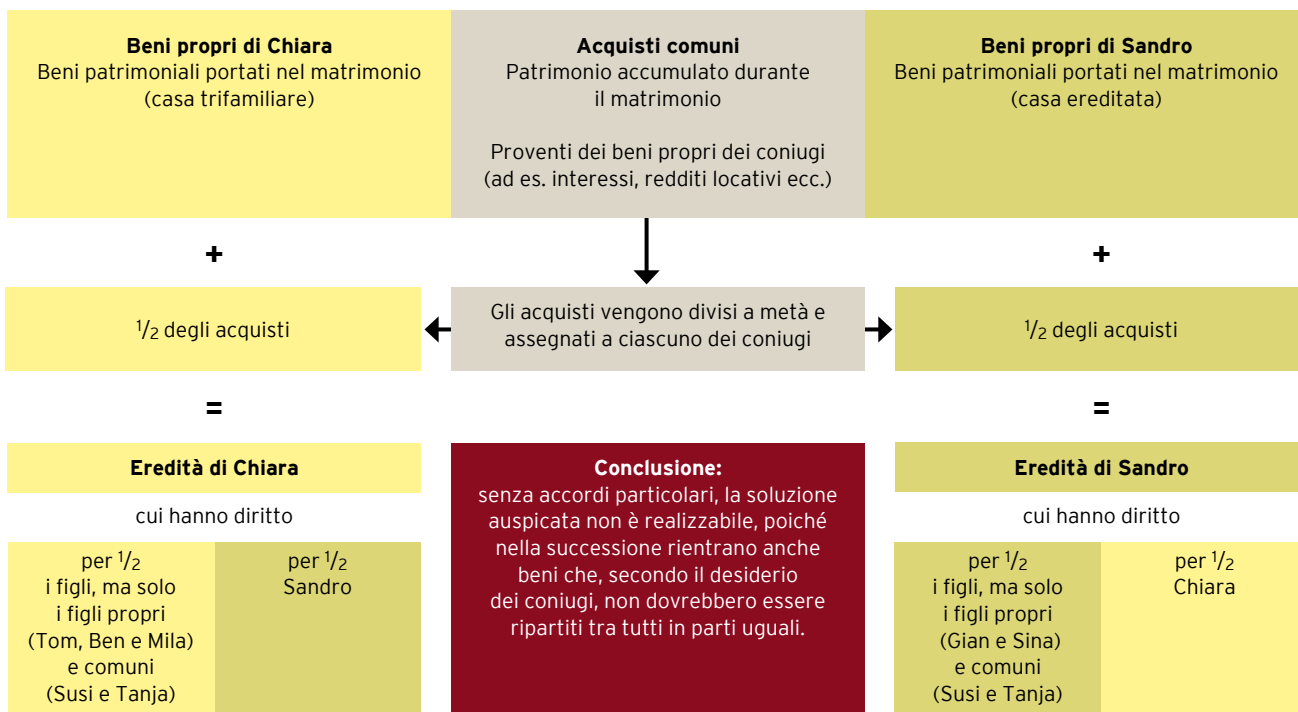 Beni propri di Chiara
Beni patrimoniali portati nel matrimonio
(casa trifamiliare)
Acquisti comuni
Patrimonio accumulato durante
il matrimonio
Proventi dei beni propri dei coniugi
(ad es. interessi, redditi locativi ecc.)
Beni propri di Sandro
Beni patrimoniali portati nel matrimonio
(casa ereditata)
+
+
1/2 degli acquisti
Gli acquisti vengono divisi a metà e
assegnati a ciascuno dei coniugi
1/2 degli acquisti
=
=
Eredità di Chiara
cui hanno diritto
per 1/2
i figli, ma solo
i figli propri
(Tom, Ben e Mila)
e comuni
(Susi e Tanja)
per 1/2
Sandro
Conclusione:
senza accordi particolari, la soluzione
auspicata non è realizzabile, poiché
nella successione rientrano anche
beni che, secondo il desiderio
dei coniugi, non dovrebbero essere
ripartiti tra tutti in parti uguali.
Eredità di Sandro
cui hanno diritto
per 1/2
i figli, ma solo
i figli propri
(Gian e Sina)
e comuni
(Susi e Tanja)
per 1/2
Chiara